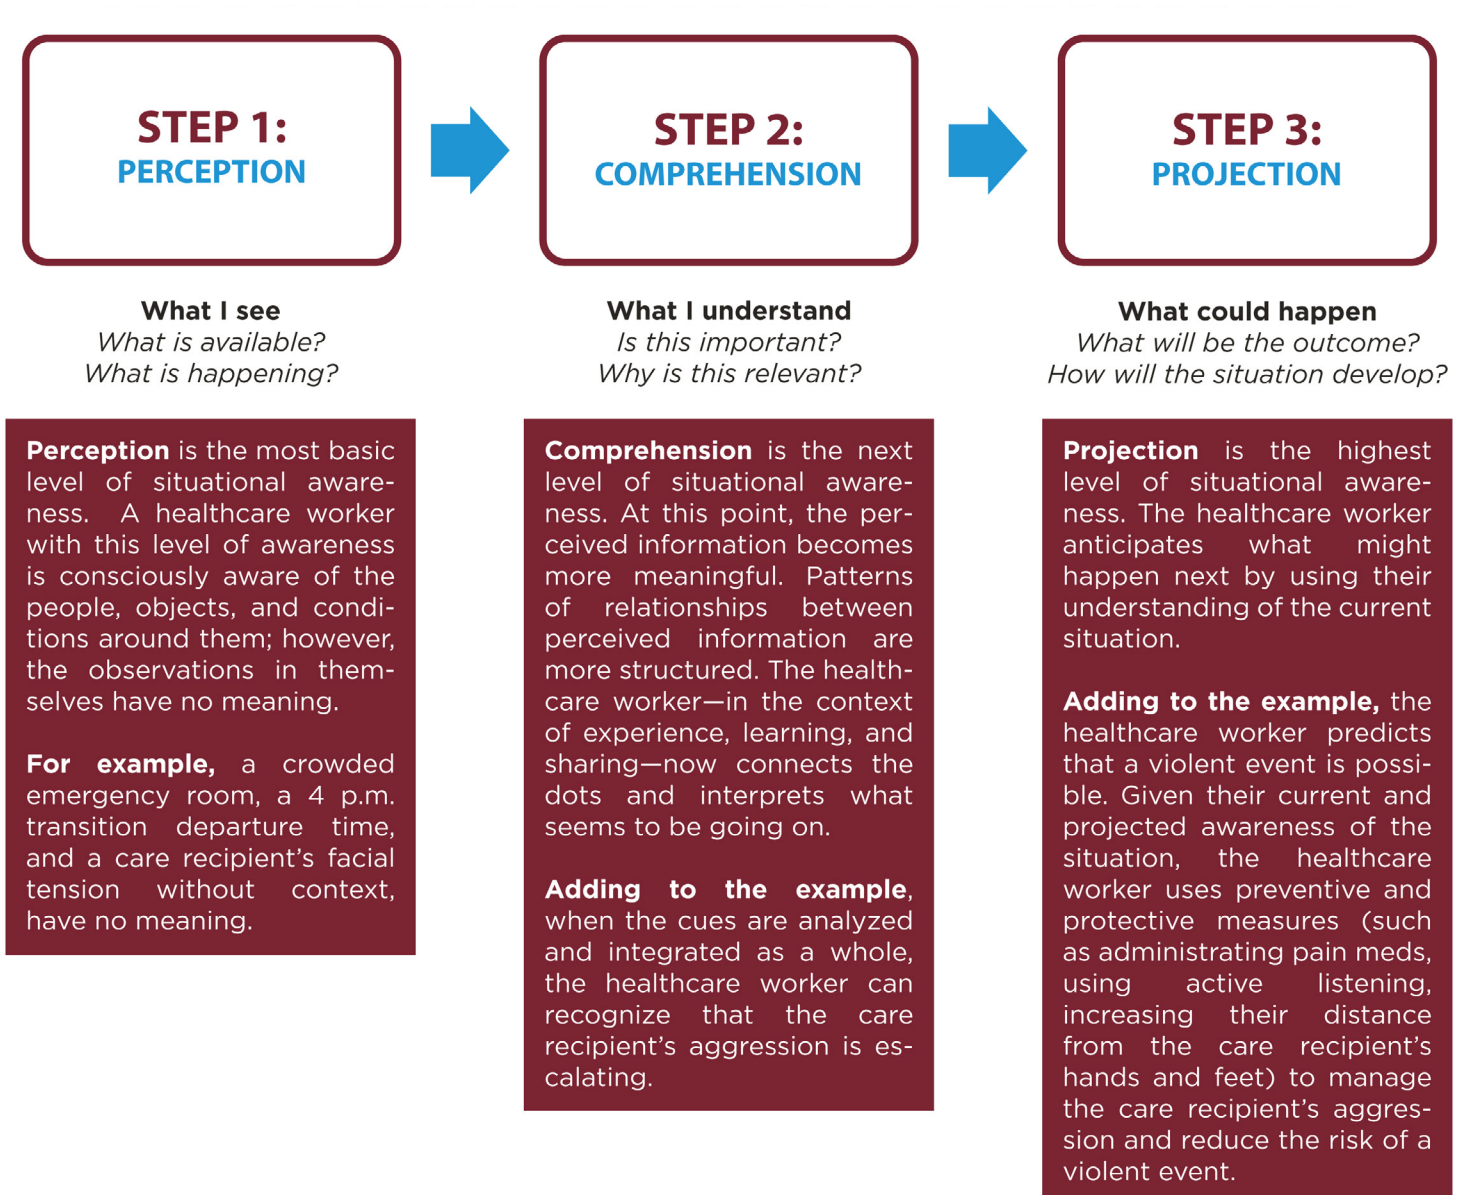 STEP 1:
PERCEPTION
What I see
What is available?
What is happening?
Perception is the most basic
level of situational aware-
ness. A healthcare worker
with this level of awareness
is consciously aware of the
people, objects, and condi-
tions around them; however,
the observations in them-
selves have no meaning.
For example, a crowded
emergency room, a 4 p.m.
transition departure time,
and a care recipient's facial
tension without context,
have no meaning.
STEP 2:
COMPREHENSION
What I understand
Is this important?
Why is this relevant?
Comprehension is the next
level of situational aware-
ness. At this point, the per-
ceived information becomes
more meaningful. Patterns
of relationships between
perceived information are
more structured. The health-
care worker—in the context
of experience, learning, and
sharing—now connects the
dots and interprets what
seems to be going on.
Adding to the example,
when the cues are analyzed
and integrated as a whole,
the healthcare worker can
recognize that the care
recipient's aggression is es-
calating.
STEP 3:
PROJECTION
What could happen
What will be the outcome?
How will the situation develop?
Projection is the highest
level of situational aware-
ness. The healthcare worker
anticipates what might
happen next by using their
understanding of the current
situation.
Adding to the example, the
healthcare worker predicts
that a violent event is possi-
ble. Given their current and
projected awareness of the
situation, the healthcare
worker uses preventive and
protective measures (such
as administrating pain meds,
using active listening,
increasing their distance
from the care recipient's
hands and feet) to manage
the care recipient's aggres-
sion and reduce the risk of a
violent event.